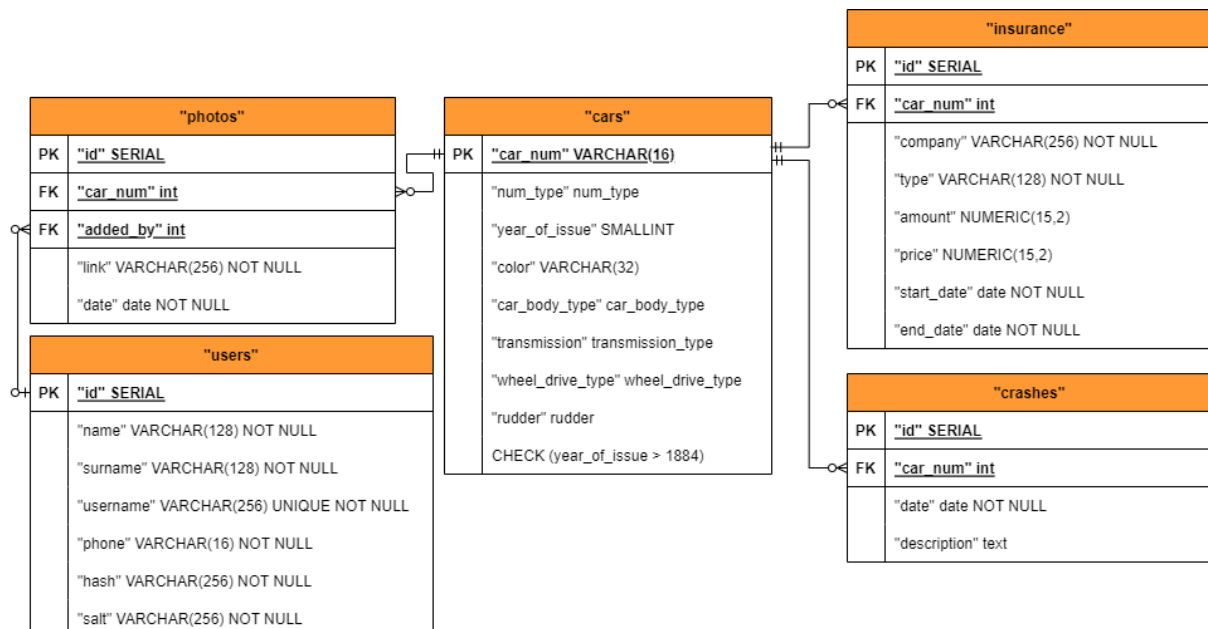 "photos"
PK "id" SERIAL
FK "car_num" int
FK "added_by" int
"link" VARCHAR(256) NOT NULL
"date" date NOT NULL
"users"
PK "id" SERIAL
"name" VARCHAR(128) NOT NULL
"surname" VARCHAR(128) NOT NULL
"username" VARCHAR(256) UNIQUE NOT NULL
"phone" VARCHAR(16) NOT NULL
"hash" VARCHAR(256) NOT NULL
"salt" VARCHAR(256) NOT NULL
"cars"
PK "car_num" VARCHAR(16)
"num_type" num_type
"year_of_issue" SMALLINT
"color" VARCHAR(32)
"car_body_type" car_body_type
"transmission" transmission_type
"wheel_drive_type" wheel_drive_type
"rudder" rudder
CHECK (year_of_issue > 1884)
"insurance"
PK "id" SERIAL
FK "car_num" int
"company" VARCHAR(256) NOT NULL
"type" VARCHAR(128) NOT NULL
"amount" NUMERIC(15,2)
"price" NUMERIC(15,2)
"start_date" date NOT NULL
"end_date" date NOT NULL
"crashes"
PK "id" SERIAL
FK "car_num" int
"date" date NOT NULL
"description" text